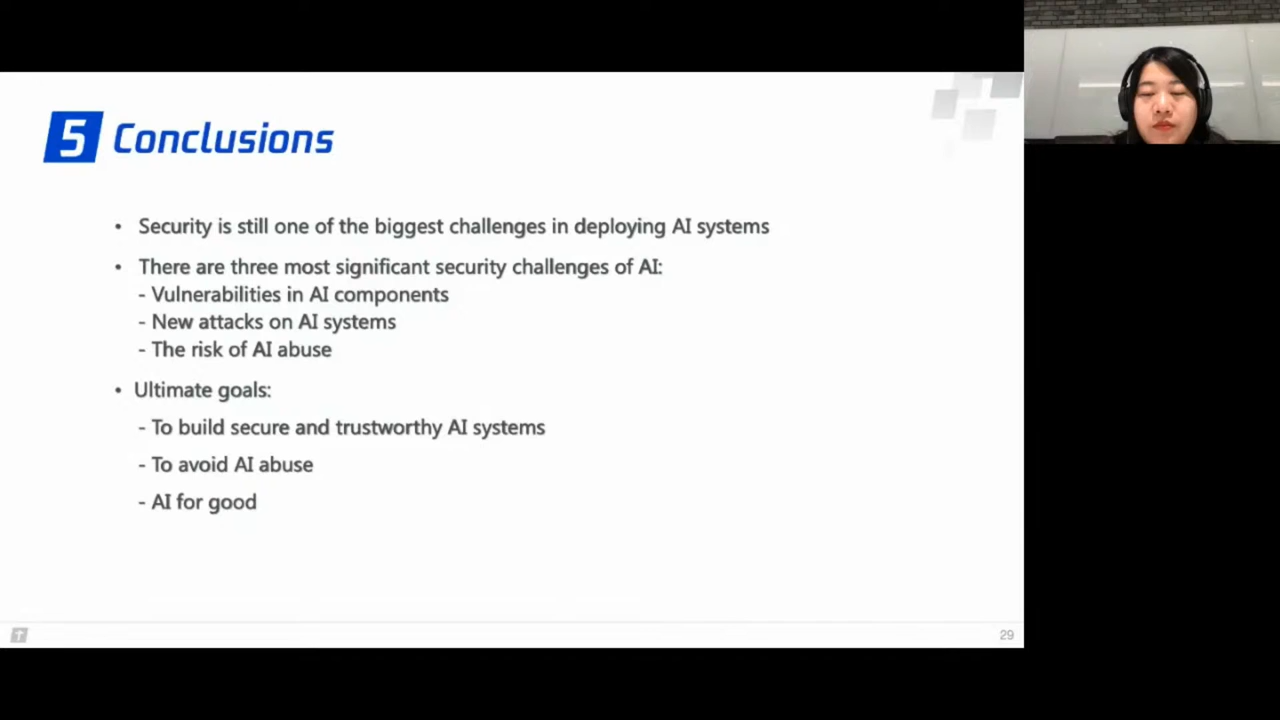 5 Conclusions
• Security is still one of the biggest challenges in deploying AI systems
• There are three most significant security challenges of AI:
- Vulnerabilities in AI components
- New attacks on AI systems
- The risk of AI abuse
• Ultimate goals:
- To build secure and trustworthy AI systems
- To avoid AI abuse
- AI for good
29